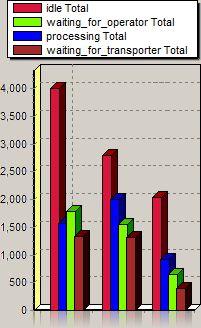 idle Total
waiting_for_operator Total
processing Total
waiting_for_transporter Total
4,000
3,500
3,000
2,500
2,000
1,500
1,000
500
0